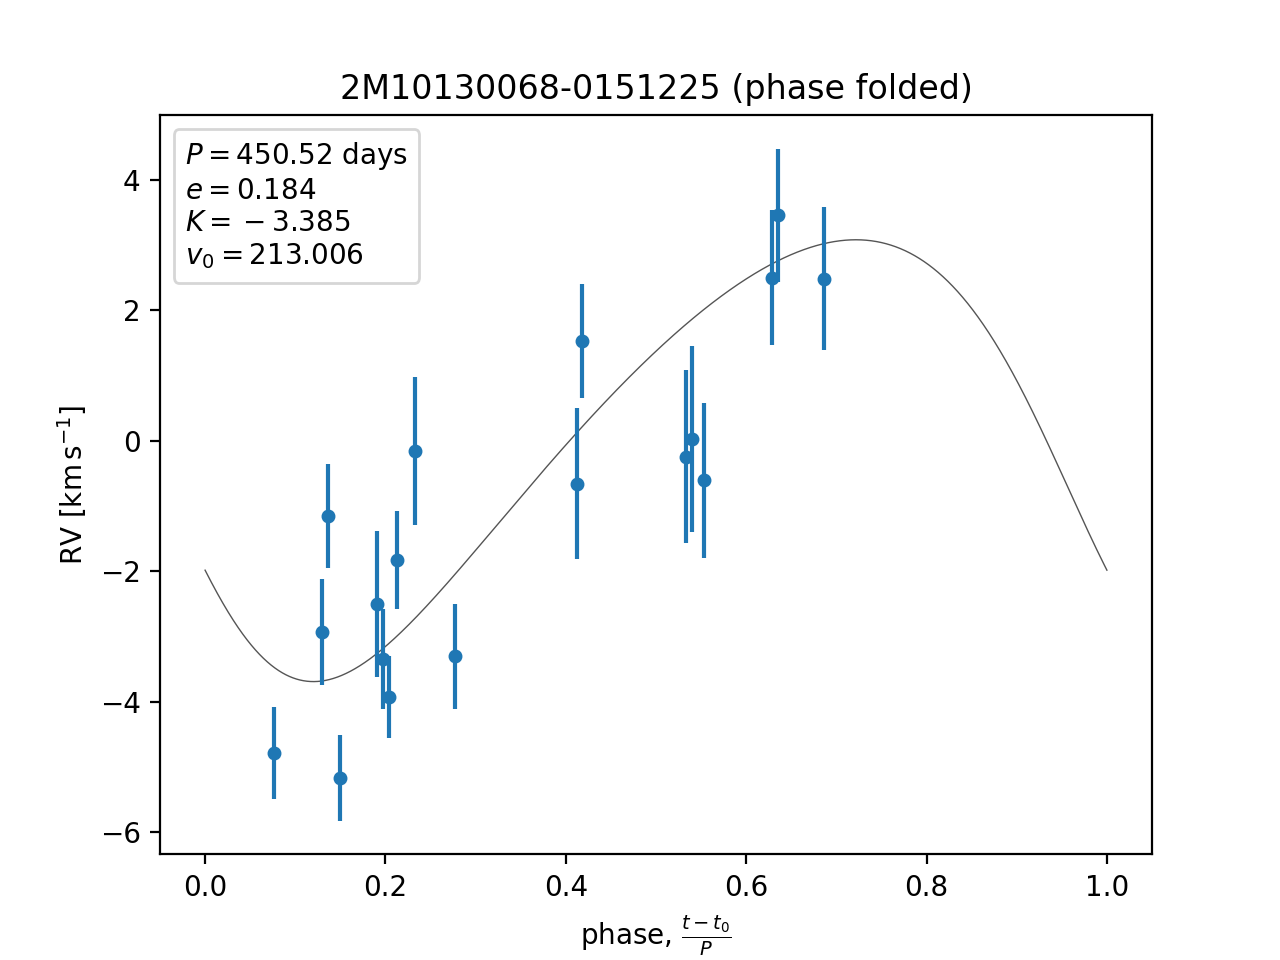 2M10130068-0151225 (phase folded)
P = 450.52 days
e = 0.184
K = −3.385
v₀ = 213.006
4
2
0
−2
−4
−6
RV [km s⁻¹]
0.0 0.2 0.4 0.6 0.8 1.0
phase, (t − t₀)/P